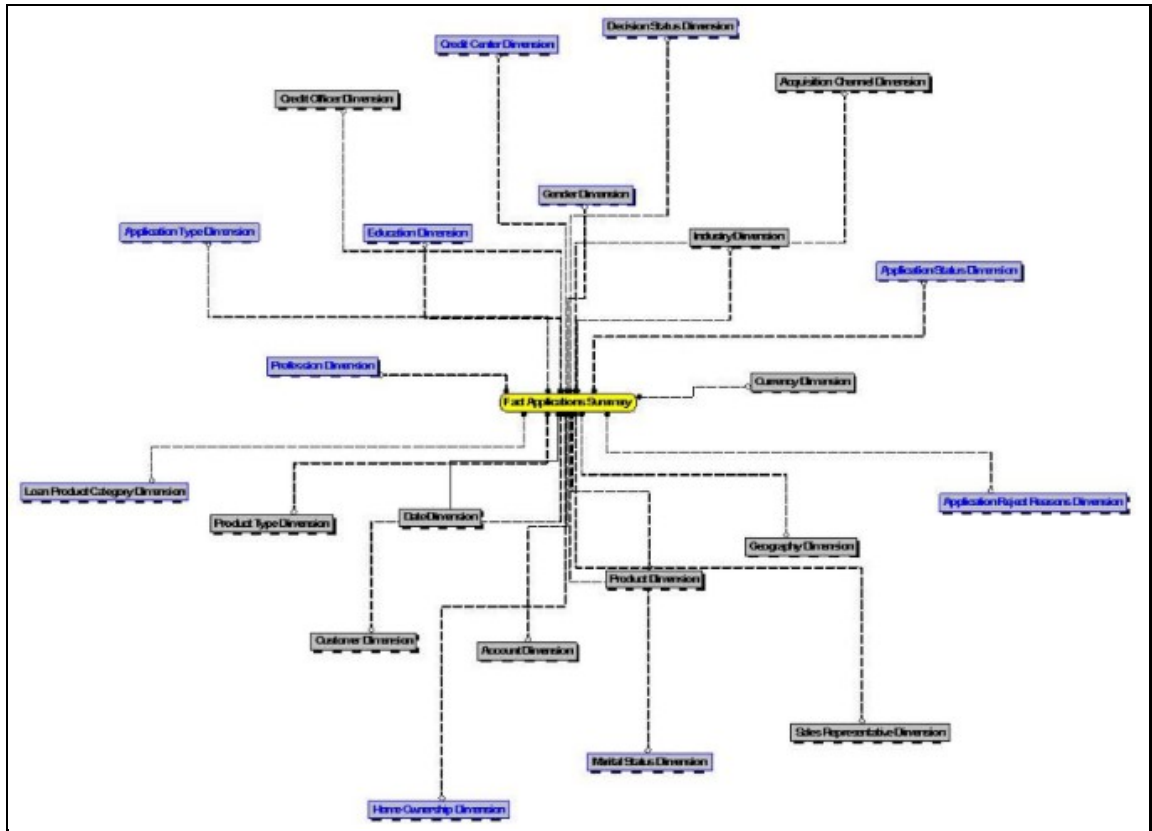 Decision Status Dimension
Credit Center Dimension
Acquisition Channel Dimension
Credit Officer Dimension
Gender Dimension
Application Type Dimension
Education Dimension
Industry Dimension
Application Status Dimension
Profession Dimension
Currency Dimension
Fact Applications Summary
Loan Product Category Dimension
Application Reject Reasons Dimension
Product Type Dimension
Date Dimension
Geography Dimension
Product Dimension
Customer Dimension
Account Dimension
Sales Representative Dimension
Marital Status Dimension
Home Ownership Dimension